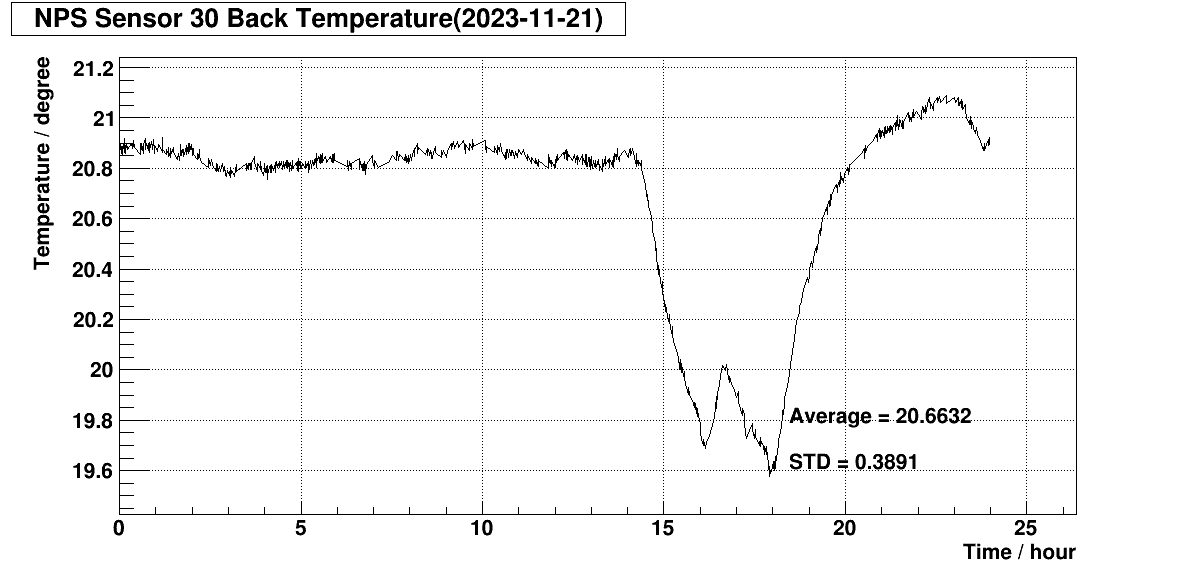 NPS Sensor 30 Back Temperature(2023-11-21)
Temperature / degree
21.2
21
20.8
20.6
20.4
20.2
20
19.8
19.6
Average = 20.6632
STD = 0.3891
0 5 10 15 20 25
Time / hour